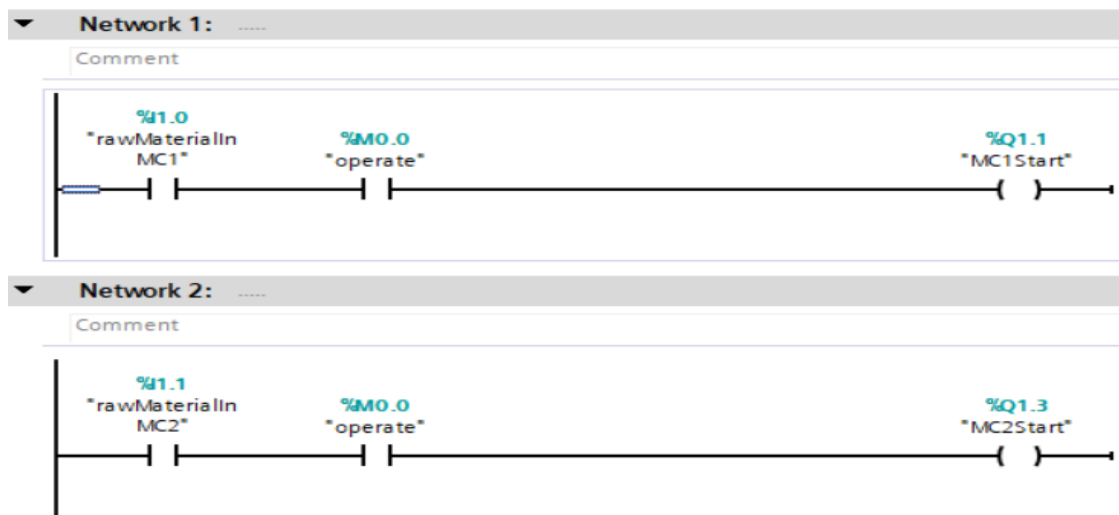 Network 1: .....
Comment
%I1.0
"rawMaterialIn
MC1"
%M0.0
"operate"
%Q1.1
"MC1Start"
Network 2: .....
Comment
%I1.1
"rawMaterialIn
MC2"
%M0.0
"operate"
%Q1.3
"MC2Start"